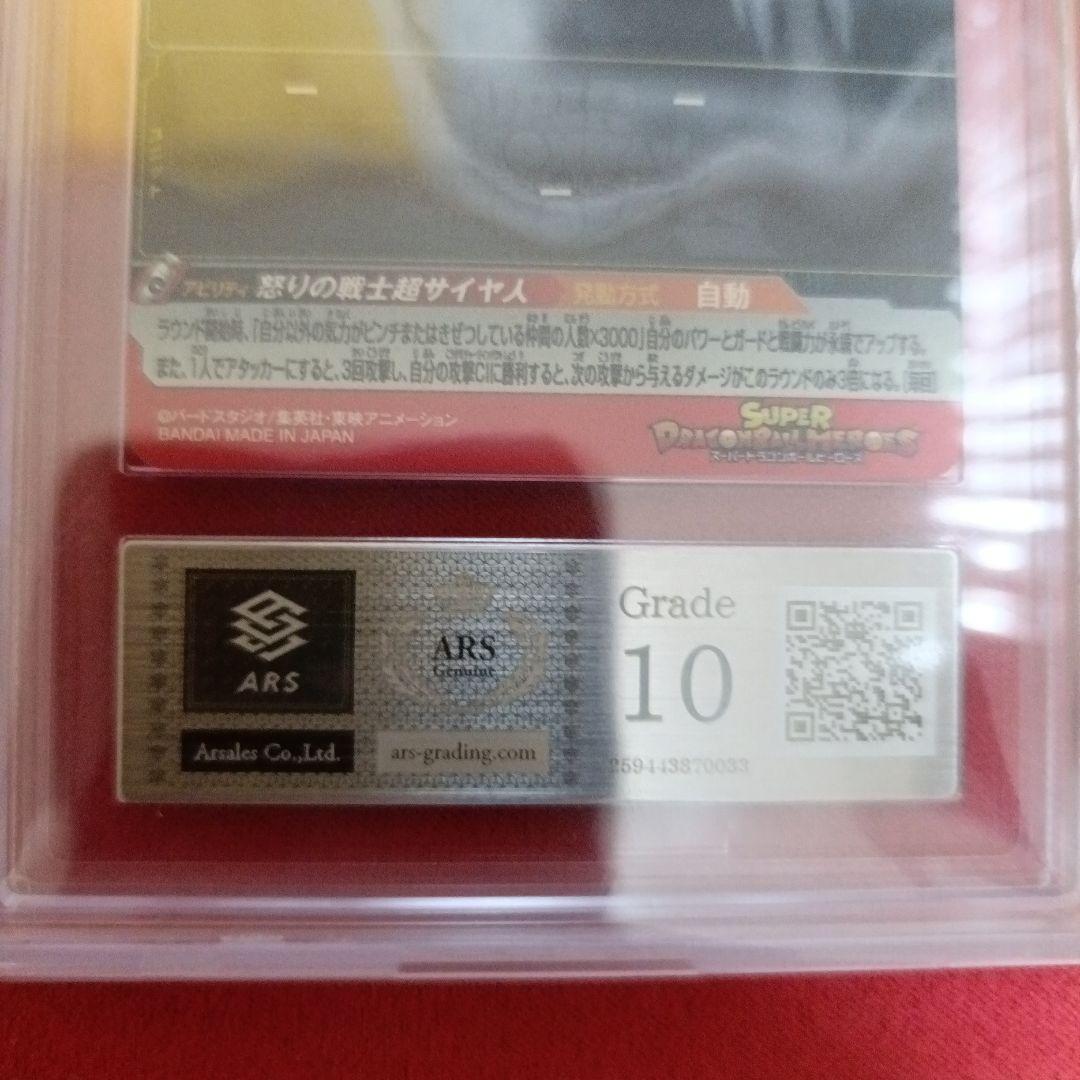 アビリティ 怒りの戦士超サイヤ人 発動方式 自動
ラウンド開始時、「自分以外の気力がピンチまたはきぜつしている仲間の人数×3000」自分のパワーとガードと戦闘力が永続でアップする。
また、1人でアタッカーにすると、3回攻撃し、自分の攻撃CIに勝利すると、次の攻撃から与えるダメージがこのラウンドのみ3倍になる。[毎回]
©バードスタジオ/集英社・東映アニメーション
BANDAI MADE IN JAPAN
SUPER
DRAGONBALL HEROES
スーパードラゴンボールヒーローズ
ARS
Arsales Co.,Ltd.
ARS
Genuine
ars-grading.com
Grade
10
259443870033